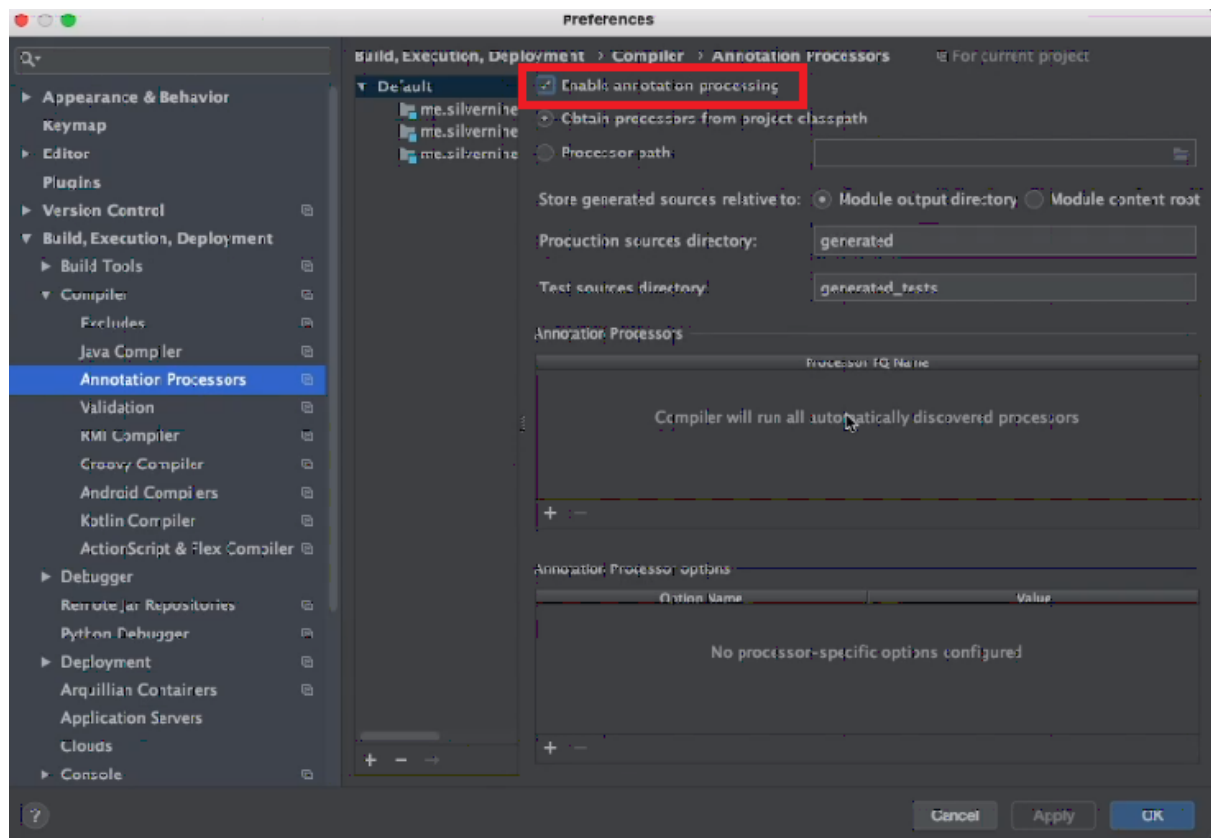 Preferences
Build, Execution, Deployment › Compiler › Annotation Processors
For current project
Appearance & Behavior
Keymap
Editor
Plugins
Version Control
Build, Execution, Deployment
Build Tools
Compiler
Excludes
Java Compiler
Annotation Processors
Validation
RMI Compiler
Groovy Compiler
Android Compilers
Kotlin Compiler
ActionScript & Flex Compiler
Debugger
Remote Jar Repositories
Python Debugger
Deployment
Arquillian Containers
Application Servers
Clouds
Console
Default
me.silvernine
me.silvernine
me.silvernine
Enable annotation processing
Obtain processors from project classpath
Processor path:
Store generated sources relative to: Module output directory Module content root
Production sources directory: generated
Test sources directory: generated_tests
Annotation Processors
Processor FQ Name
Compiler will run all automatically discovered processors
Annotation Processor options
Option Name Value
No processor-specific options configured
? Cancel Apply OK